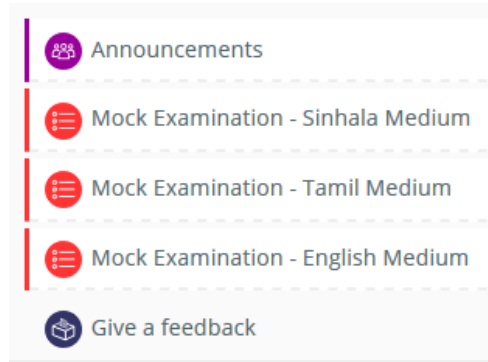 Announcements
Mock Examination - Sinhala Medium
Mock Examination - Tamil Medium
Mock Examination - English Medium
Give a feedback